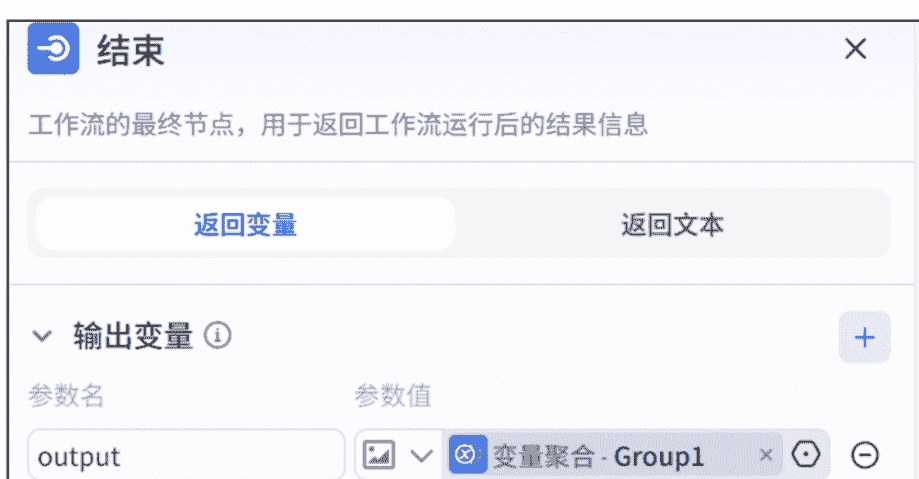 结束
工作流的最终节点，用于返回工作流运行后的结果信息
返回变量 返回文本
输出变量
参数名 参数值
output 变量聚合 - Group1